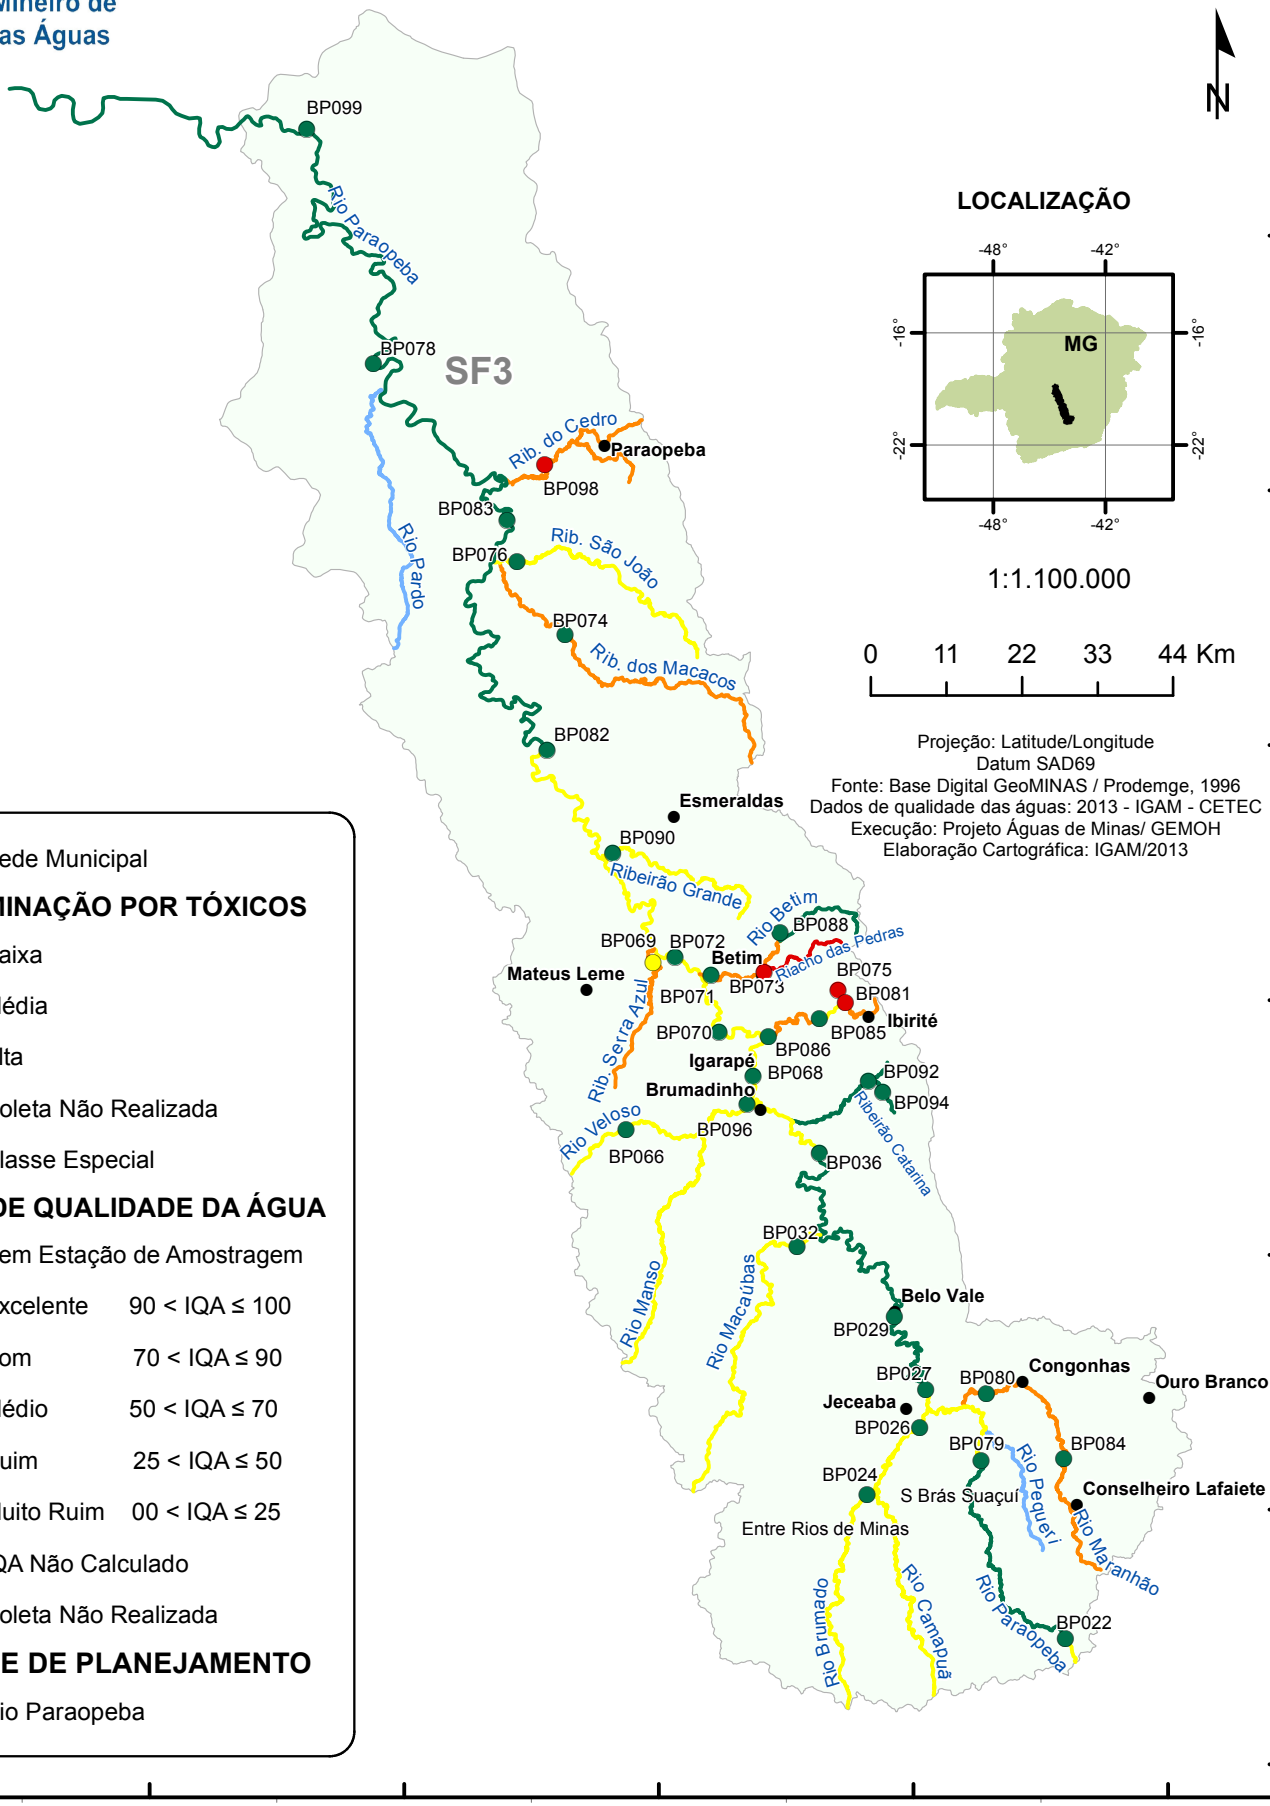 Mineiro de
as Águas
N
BP099
Rio Paraopeba
LOCALIZAÇÃO
-48° -42°
-16° -16°
MG
-22° -22°
-48° -42°
1:1.100.000
0 11 22 33 44 Km
Projeção: Latitude/Longitude
Datum SAD69
Fonte: Base Digital GeoMINAS / Prodemge, 1996
Dados de qualidade das águas: 2013 - IGAM - CETEC
Execução: Projeto Águas de Minas/ GEMOH
Elaboração Cartográfica: IGAM/2013
BP078
SF3
Rib. do Cedro
Paraopeba
BP098
BP083
Rio Pardo
BP076
Rib. São João
BP074
Rib. dos Macacos
BP082
Esmeraldas
BP090
Ribeirão Grande
Rio Betim
BP088
BP069
BP072
Betim
Riacho das Pedras
Mateus Leme
BP071
BP073
BP075
BP081
Rib. Serra Azul
BP070
BP085
Ibirité
BP086
Igarapé
BP068
BP092
Brumadinho
BP094
Rio Veloso
BP096
Ribeirão Catarina
BP066
BP036
BP032
Rio Manso
Rio Macaúbas
Belo Vale
BP029
BP027
BP080
Congonhas
Ouro Branco
Jeceaba
BP026
BP079
BP084
Rio Pequeri
BP024
S Brás Suaçuí
Conselheiro Lafaiete
Entre Rios de Minas
Rio Maranhão
Rio Brumado
Rio Camapuã
Rio Paraopeba
BP022
ede Municipal
MINAÇÃO POR TÓXICOS
aixa
lédia
lta
oleta Não Realizada
lasse Especial
DE QUALIDADE DA ÁGUA
em Estação de Amostragem
xcelente 90 < IQA ≤ 100
om 70 < IQA ≤ 90
lédio 50 < IQA ≤ 70
uim 25 < IQA ≤ 50
luito Ruim 00 < IQA ≤ 25
QA Não Calculado
oleta Não Realizada
E DE PLANEJAMENTO
io Paraopeba